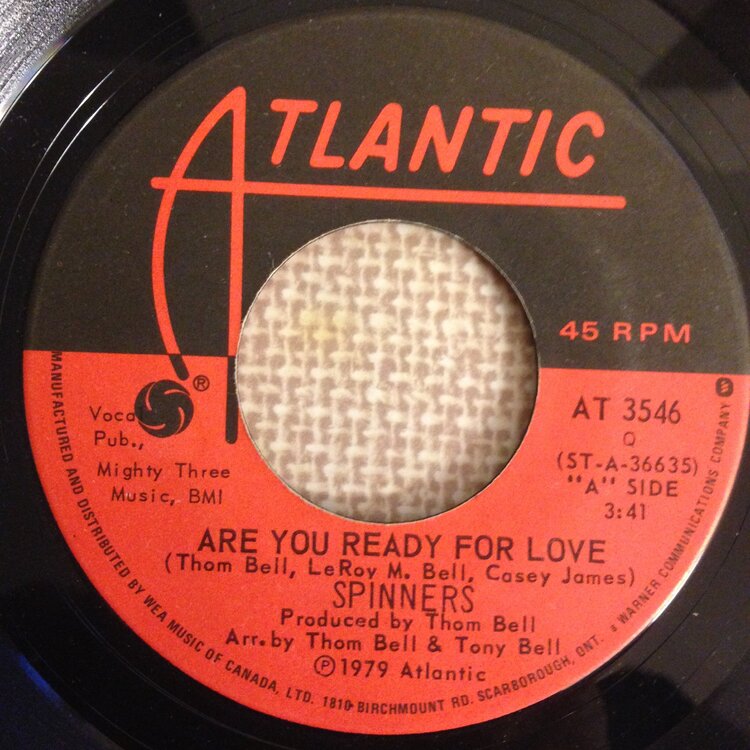 ATLANTIC
®
45 RPM
AT 3546
Q
(ST-A-36635)
"A" SIDE
3:41
Voca
Pub.,
Mighty Three
Music, BMI
ARE YOU READY FOR LOVE
(Thom Bell, LeRoy M. Bell, Casey James)
SPINNERS
Produced by Thom Bell
Arr. by Thom Bell & Tony Bell
Ⓟ1979 Atlantic
MANUFACTURED AND DISTRIBUTED BY WEA MUSIC OF CANADA, LTD. 1810 BIRCHMOUNT RD. SCARBOROUGH, ONT. a WARNER COMMUNICATIONS COMPANY